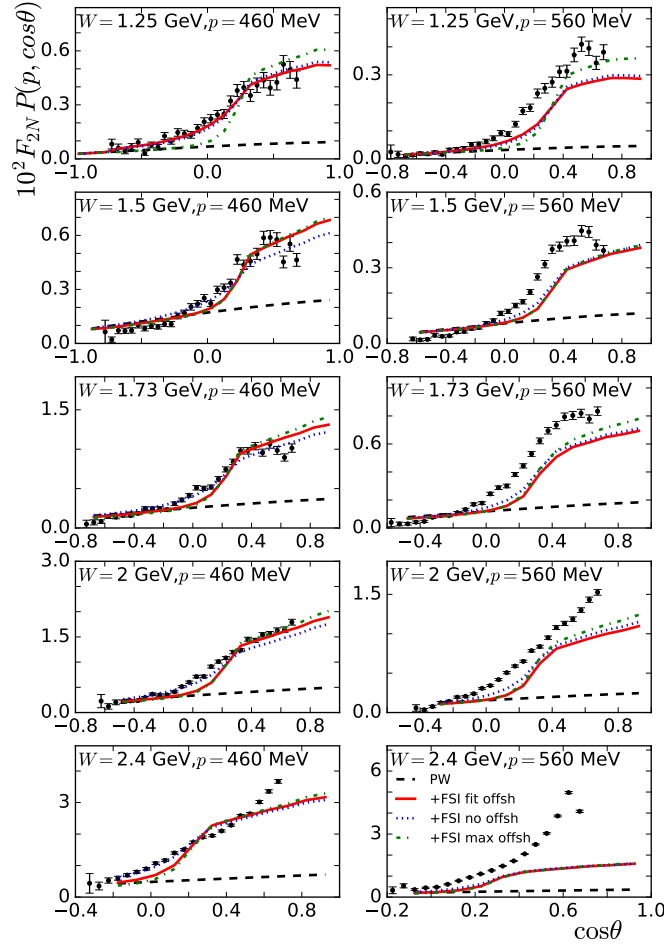 10² F₂N P(p, cosθ)
W = 1.25 GeV,p = 460 MeV
0.6
0.3
0.0
−1.0 0.0 1.0
W = 1.25 GeV,p = 560 MeV
0.3
0.0
−0.8 −0.4 0.0 0.4 0.8
W = 1.5 GeV,p = 460 MeV
0.6
0.3
0.0
−1.0 0.0 1.0
W = 1.5 GeV,p = 560 MeV
0.6
0.3
0.0
−0.8 −0.4 0.0 0.4 0.8
W = 1.73 GeV,p = 460 MeV
1.5
0.0
−0.8 −0.4 0.0 0.4 0.8
W = 1.73 GeV,p = 560 MeV
0.6
0.0
−0.4 0.0 0.4 0.8
W = 2 GeV,p = 460 MeV
3.0
1.5
0.0
−0.8 −0.4 0.0 0.4 0.8
W = 2 GeV,p = 560 MeV
1.5
0.0
−0.4 0.0 0.4 0.8
W = 2.4 GeV,p = 460 MeV
6
3
0
−0.4 0.0 0.4 0.8
W = 2.4 GeV,p = 560 MeV
PW
+FSI fit offsh
+FSI no offsh
+FSI max offsh
6
4
2
0
−0.2 0.2 0.6 1.0
cosθ